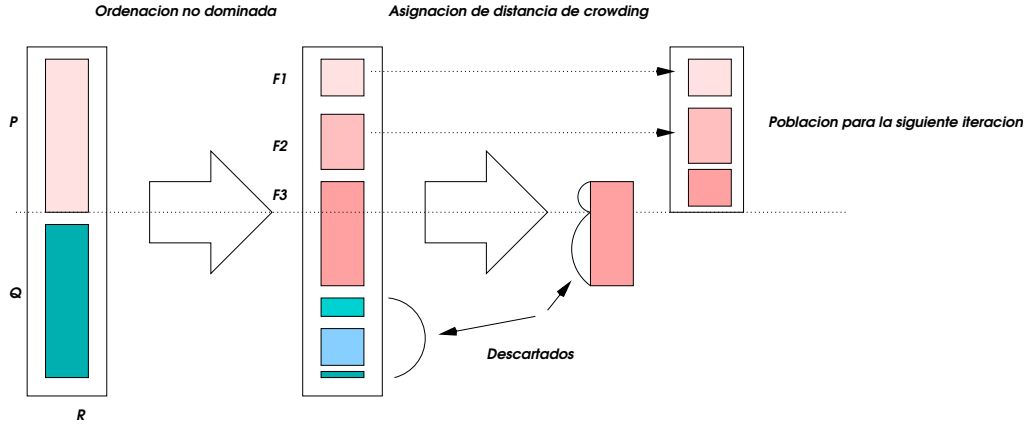 Ordenacion no dominada
Asignacion de distancia de crowding
F1
P
Poblacion para la siguiente iteracion
F2
F3
Q
Descartados
R